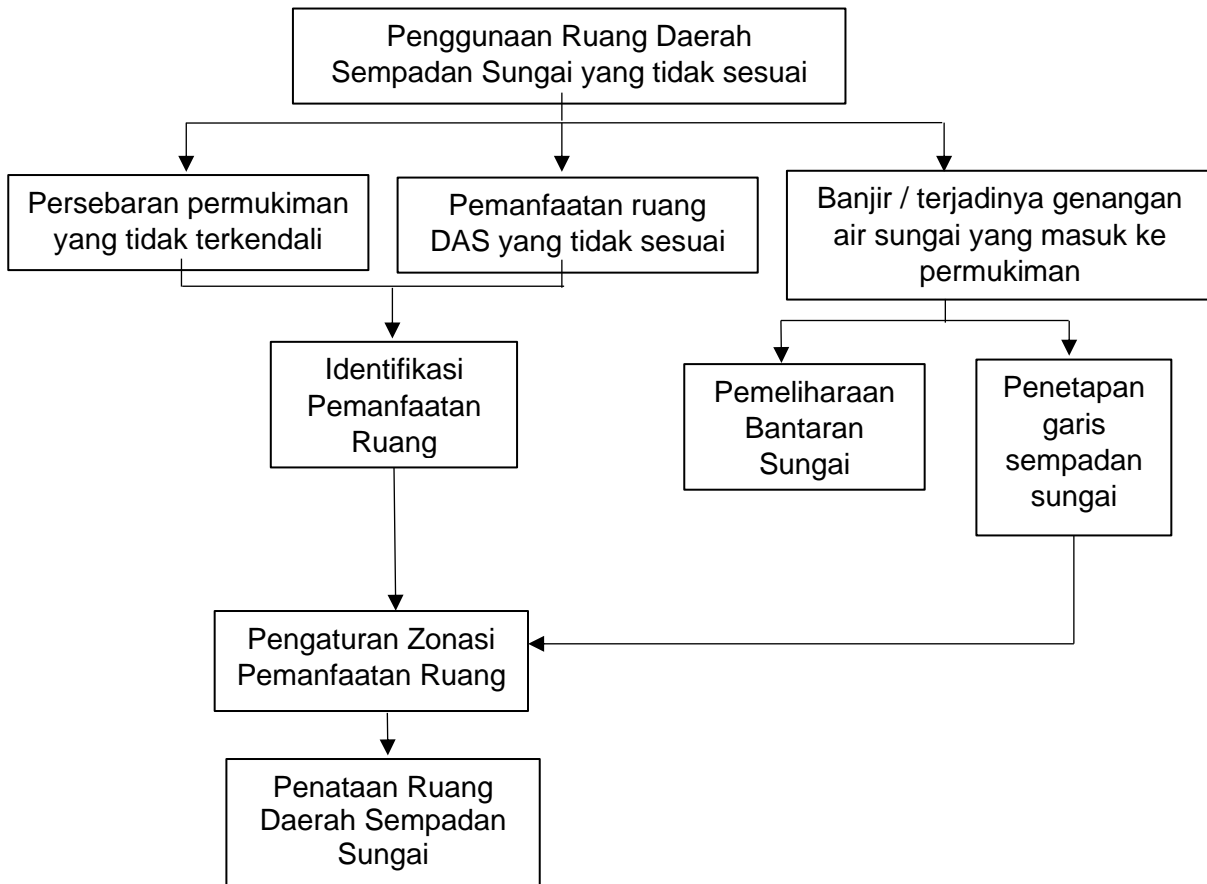 Penggunaan Ruang Daerah
Sempadan Sungai yang tidak sesuai
Persebaran permukiman
yang tidak terkendali
Pemanfaatan ruang
DAS yang tidak sesuai
Banjir / terjadinya genangan
air sungai yang masuk ke
permukiman
Identifikasi
Pemanfaatan
Ruang
Pemeliharaan
Bantaran
Sungai
Penetapan
garis
sempadan
sungai
Pengaturan Zonasi
Pemanfaatan Ruang
Penataan Ruang
Daerah Sempadan
Sungai